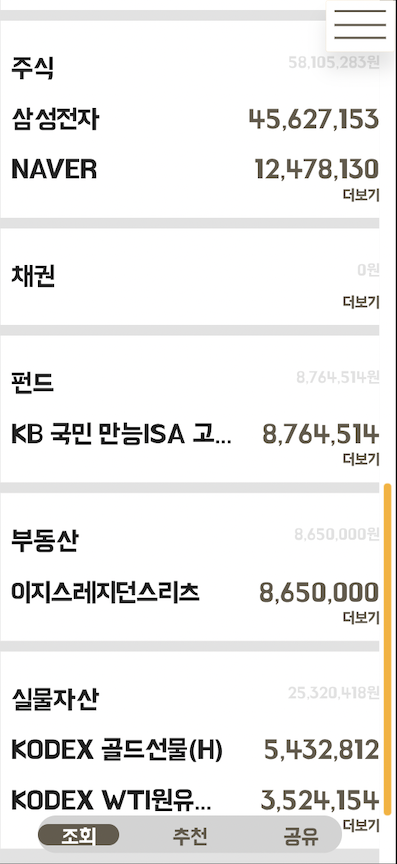 주식 58,105,283원
삼성전자 45,627,153
NAVER 12,478,130
더보기
채권 0원
더보기
펀드 8,764,514원
KB 국민 만능ISA 고... 8,764,514
더보기
부동산 8,650,000원
이지스레지던스리츠 8,650,000
더보기
실물자산 25,320,418원
KODEX 골드선물(H) 5,432,812
KODEX WTI원유... 3,524,154
더보기
조회 추천 공유